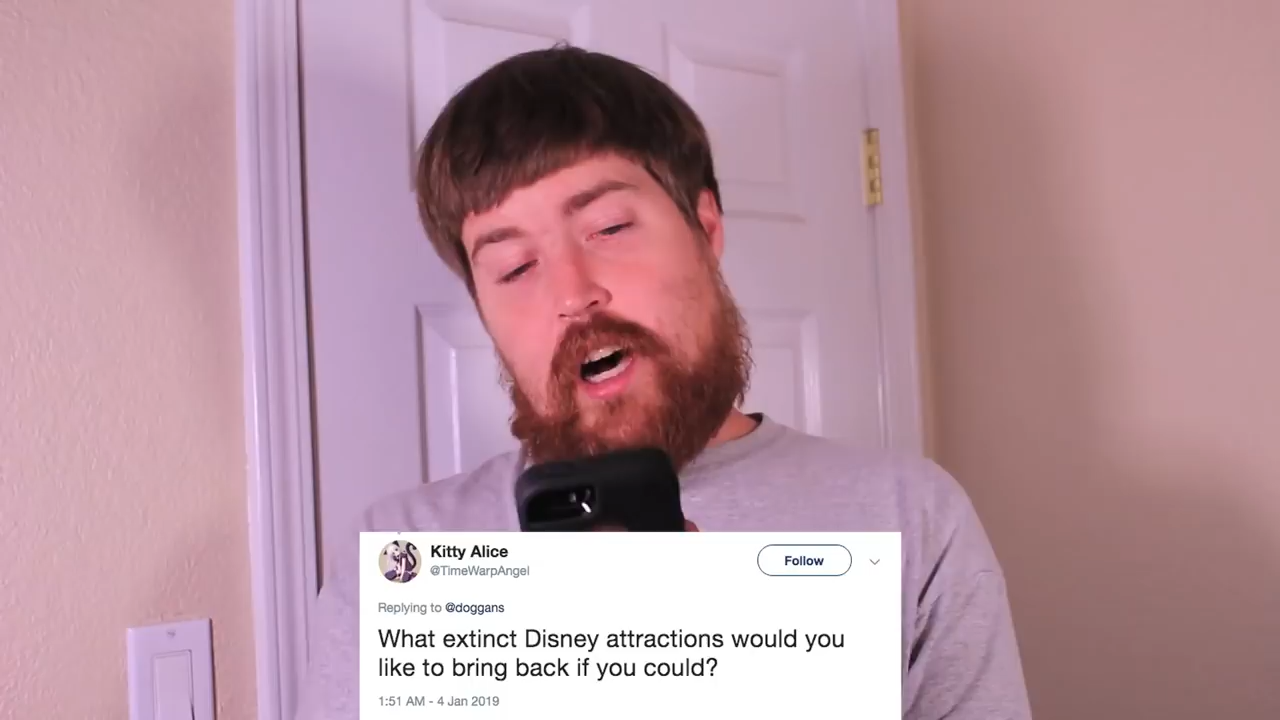 Kitty Alice
@TimeWarpAngel
Follow
Replying to @doggans
What extinct Disney attractions would you
like to bring back if you could?
1:51 AM - 4 Jan 2019